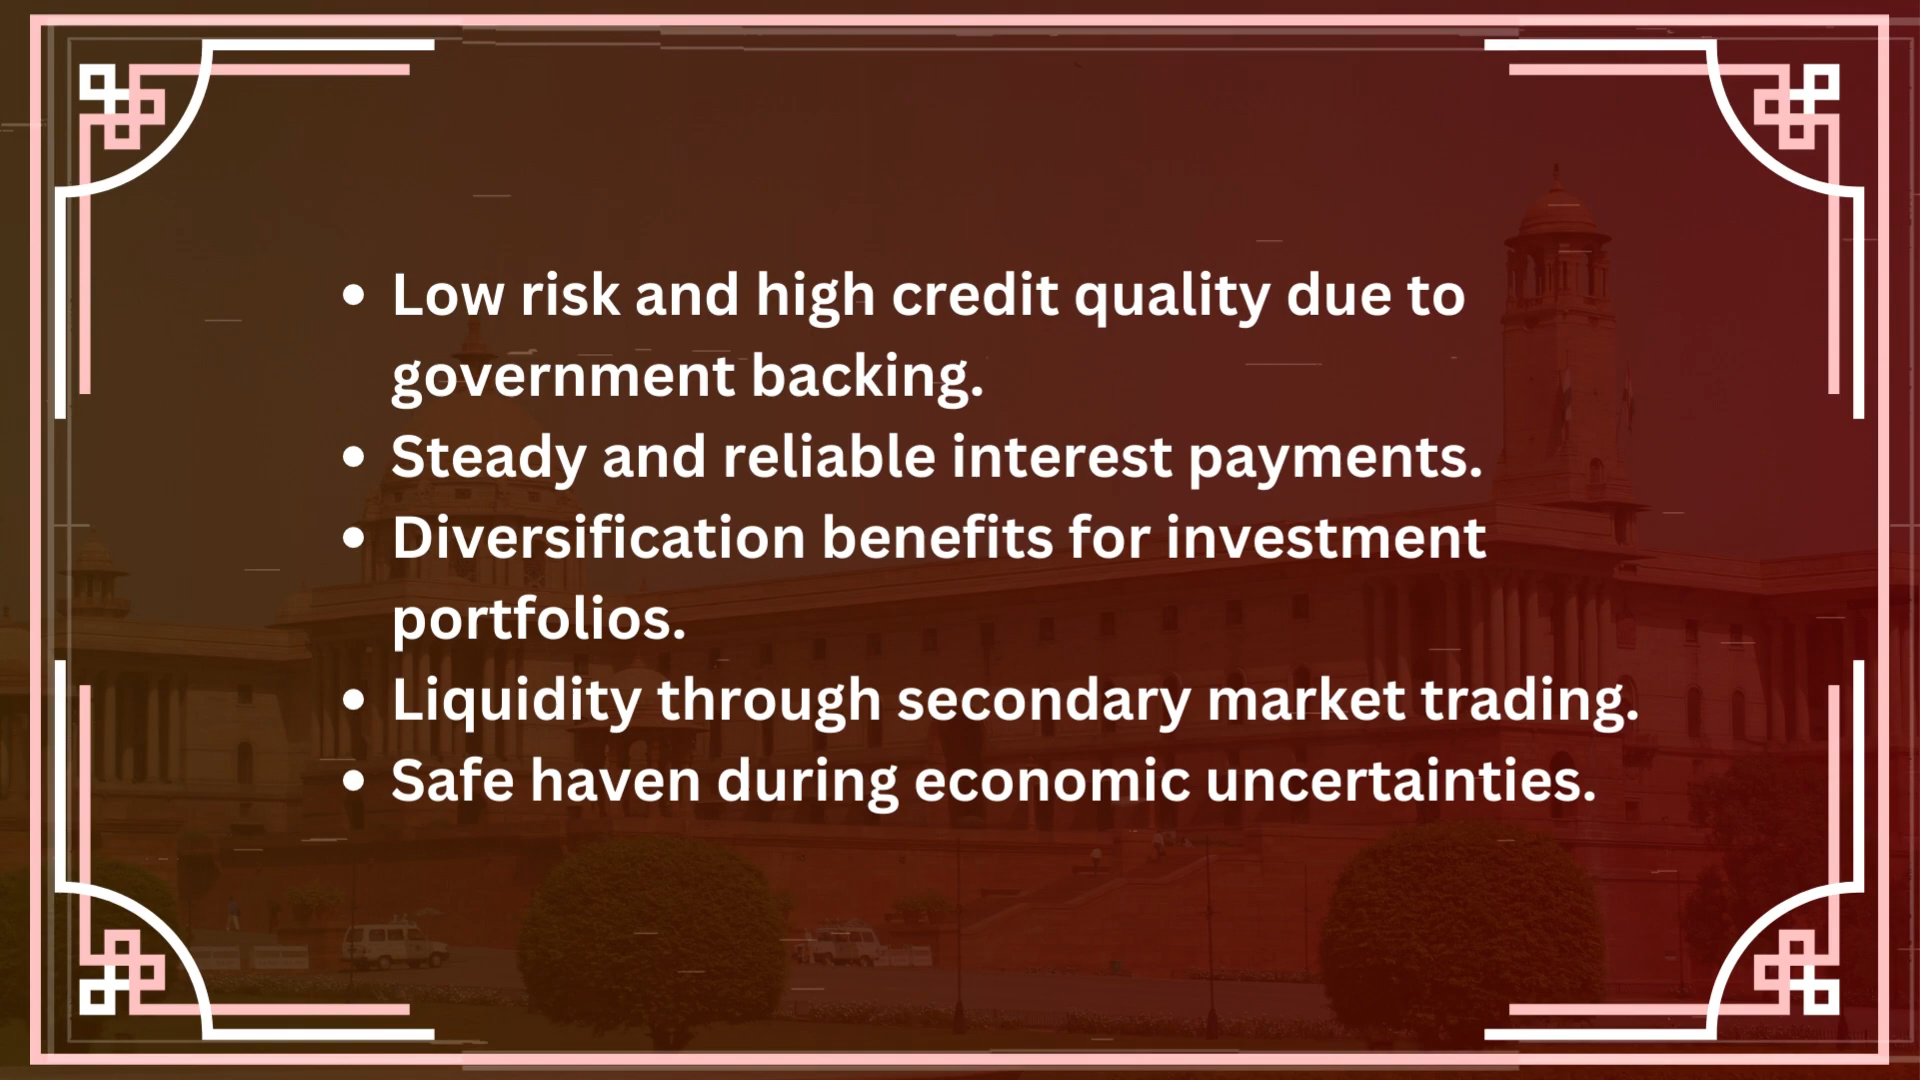 • Low risk and high credit quality due to
government backing.
• Steady and reliable interest payments.
• Diversification benefits for investment
portfolios.
• Liquidity through secondary market trading.
• Safe haven during economic uncertainties.